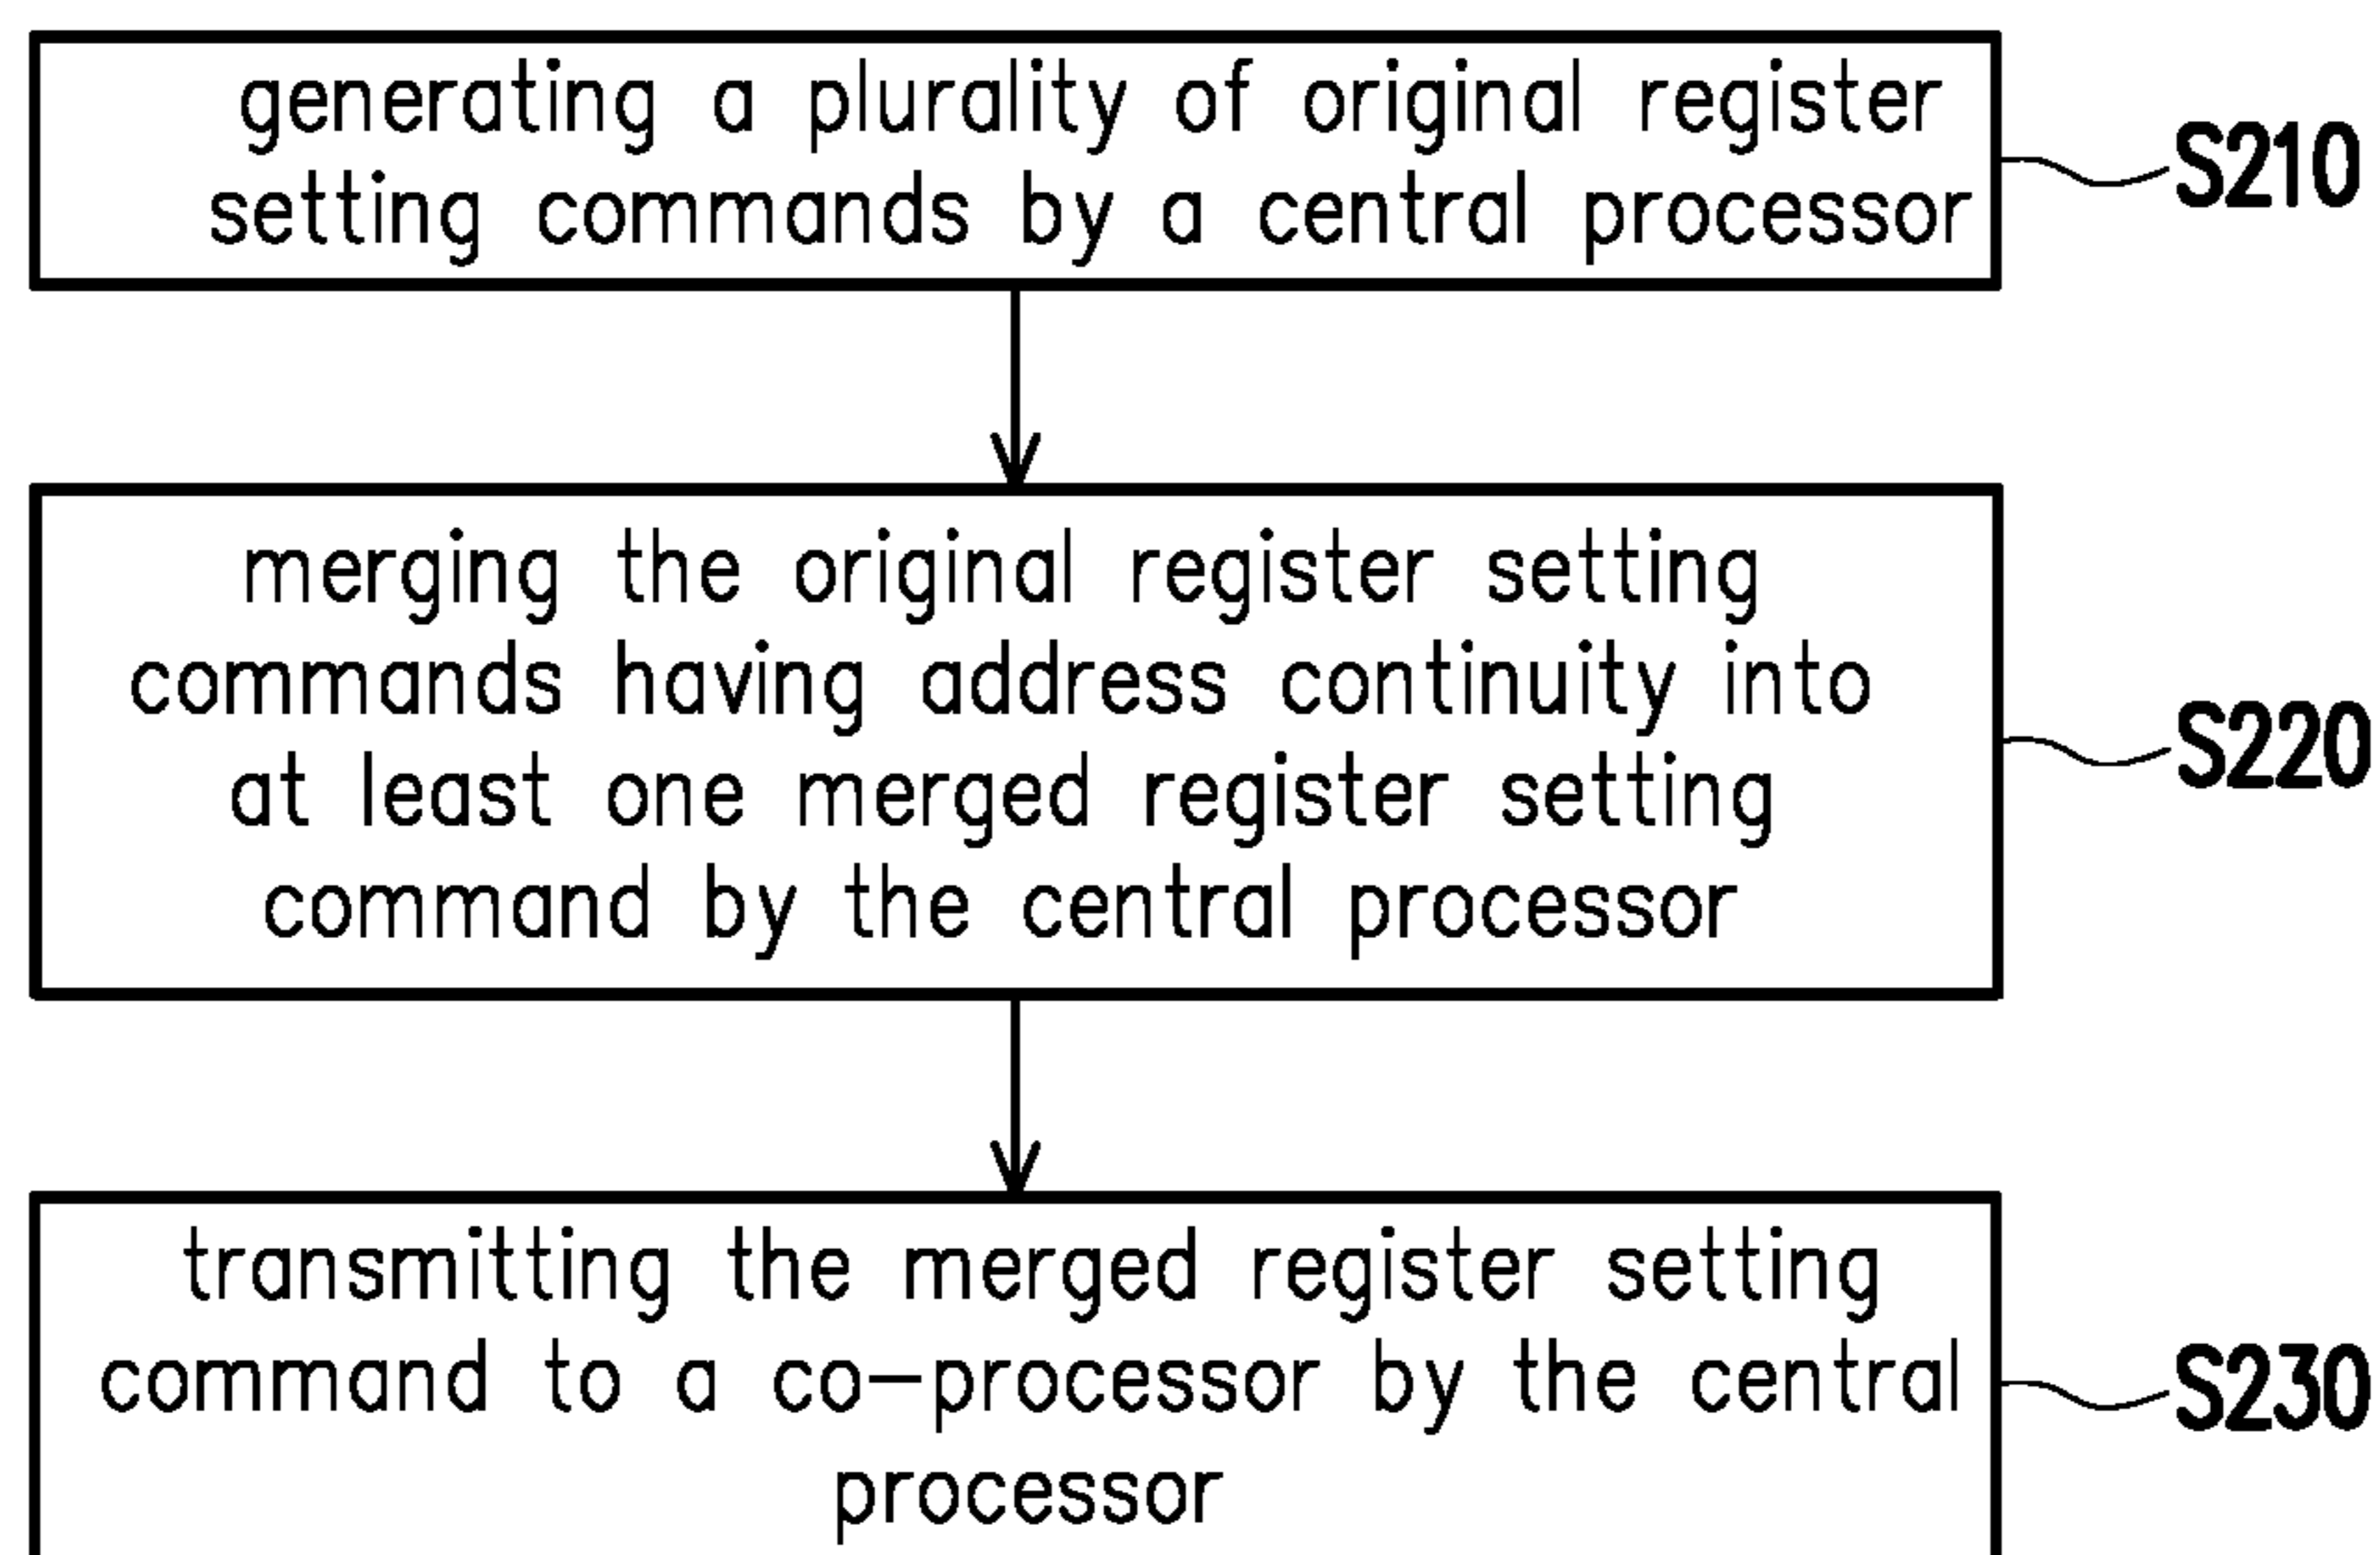 generating a plurality of original register
setting commands by a central processor
S210
merging the original register setting
commands having address continuity into
at least one merged register setting
command by the central processor
S220
transmitting the merged register setting
command to a co-processor by the central
processor
S230